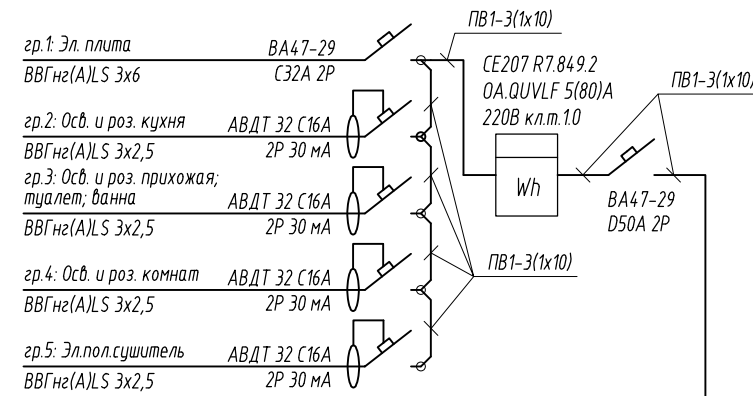 ПВ1-3(1х10)
гр.1: Эл. плита
ВА47-29
ВВГнг(А)LS 3х6
С32А 2Р
СЕ207 R7.849.2
ОА.QUVLF 5(80)А
220В кл.т.1.0
ПВ1-3(1х10)
гр.2: Осв. и роз. кухня
АВДТ 32 С16А
ВВГнг(А)LS 3х2,5
2Р 30 мА
гр.3: Осв. и роз. прихожая;
туалет; ванна
АВДТ 32 С16А
ВВГнг(А)LS 3х2,5
2Р 30 мА
Wh
ВА47-29
D50А 2Р
гр.4: Осв. и роз. комнат
АВДТ 32 С16А
ВВГнг(А)LS 3х2,5
2Р 30 мА
ПВ1-3(1х10)
гр.5: Эл.пол.сушитель
АВДТ 32 С16А
ВВГнг(А)LS 3х2,5
2Р 30 мА